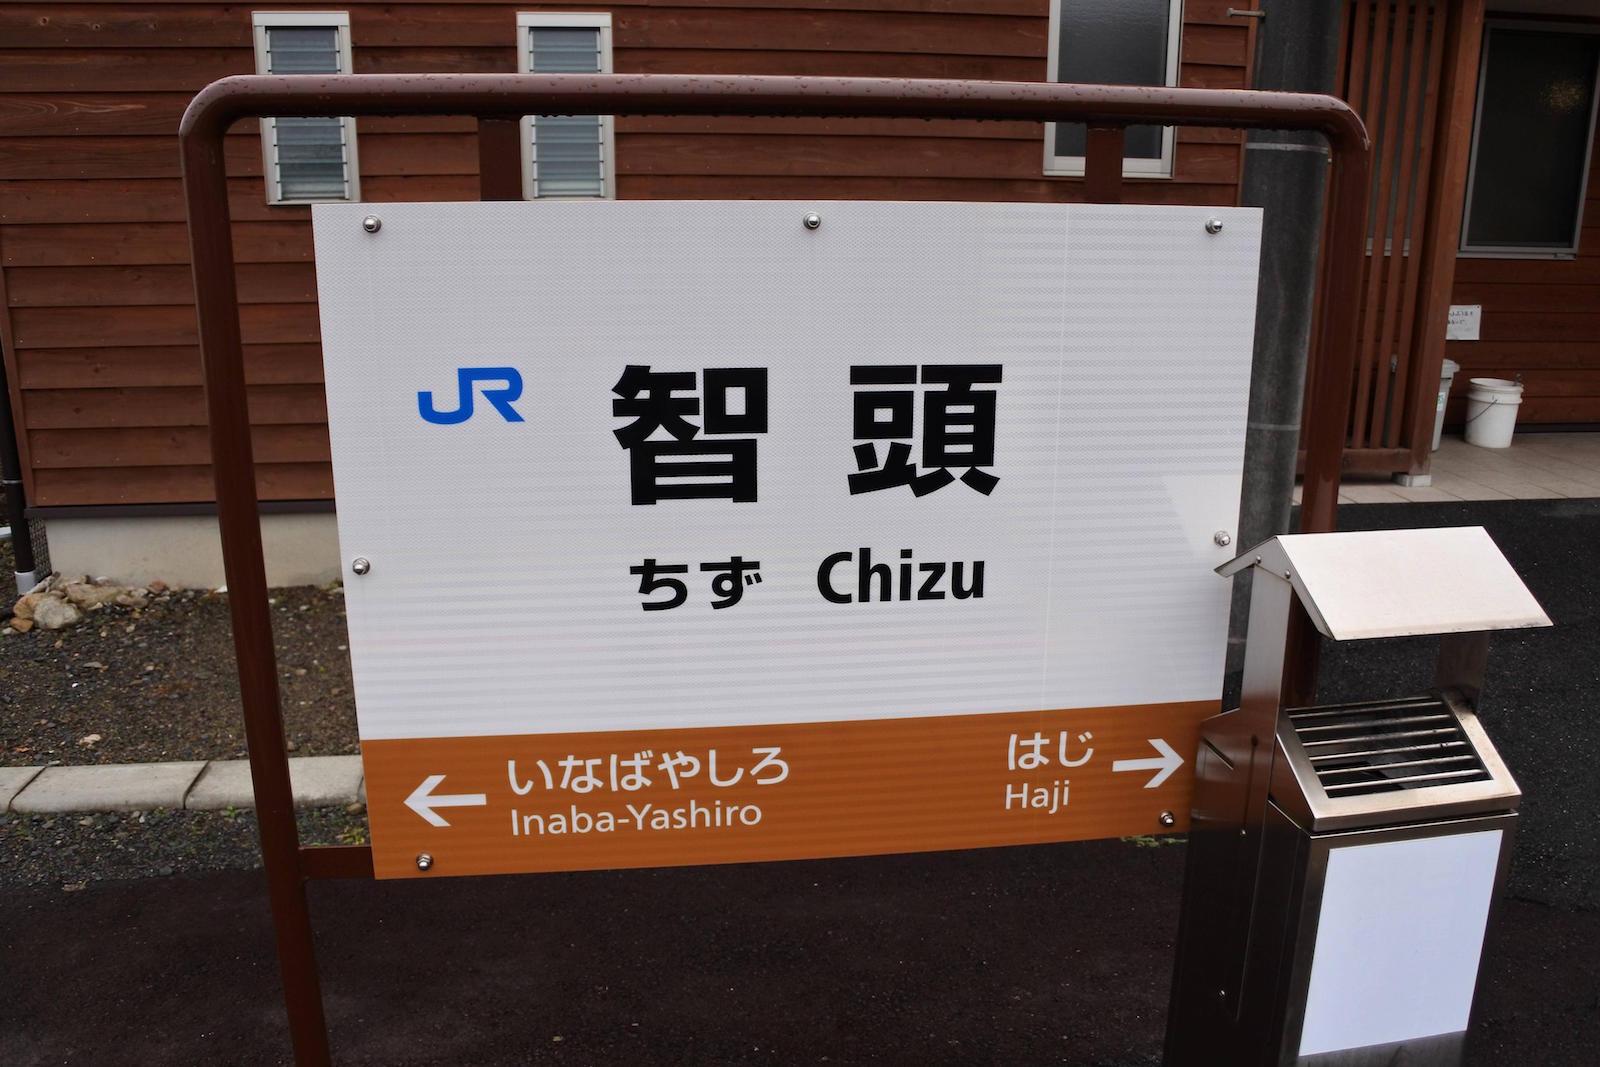 JR 智頭
ちず Chizu
← いなばやしろ
Inaba-Yashiro
はじ →
Haji